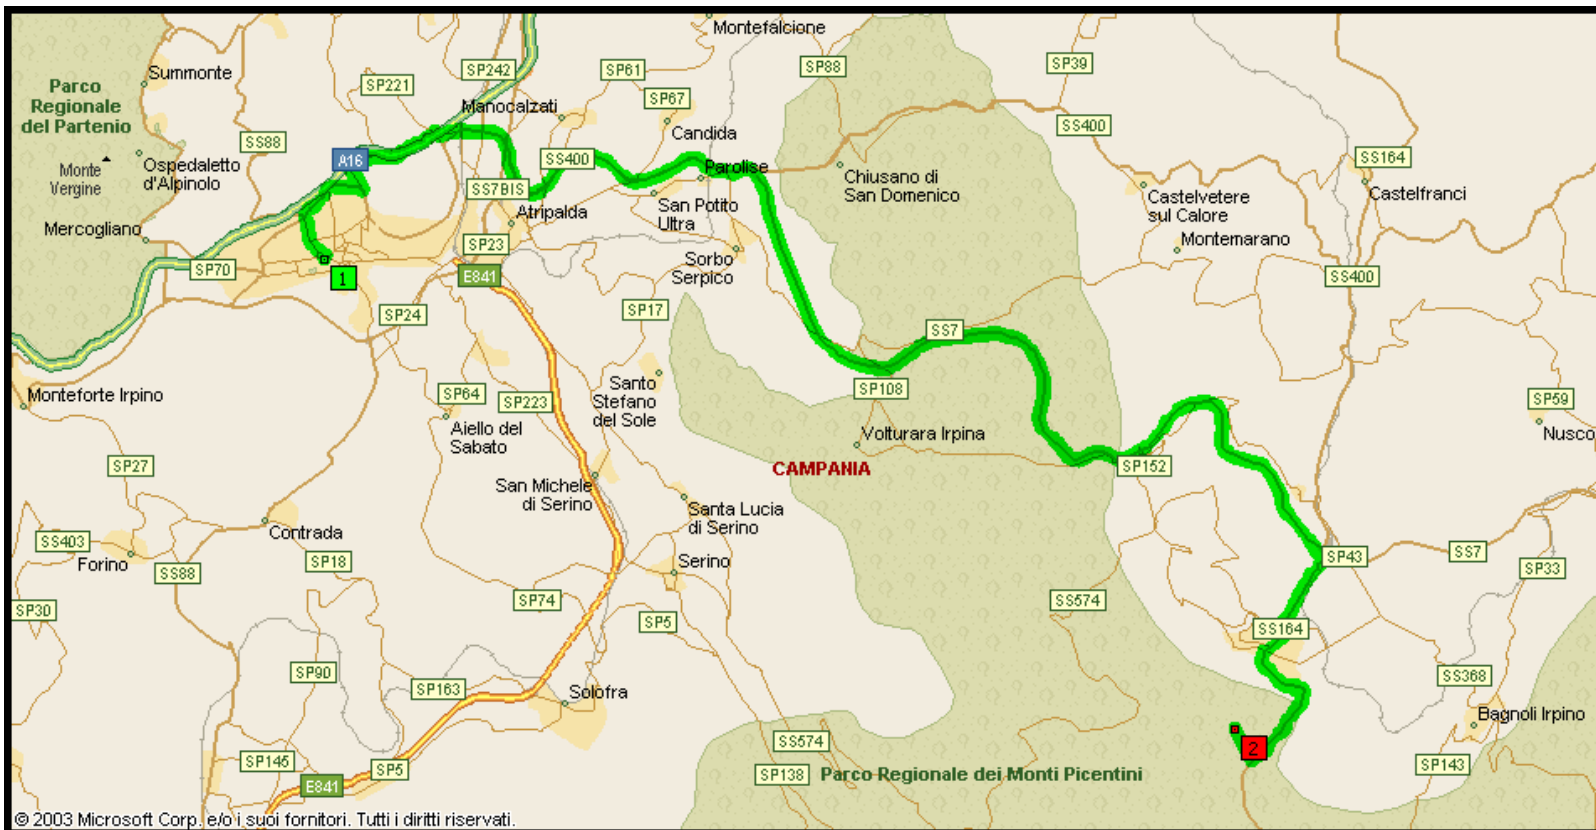 Montefalcione
SP242
SP61
SP88
SP39
Summonte
SP221
Parco
Regionale
del Partenio
Manocalzati
SP67
Candida
SS400
SS88
A16
SS400
Monte
Vergine
Ospedaletto
d'Alpinolo
Parolise
Chiusano di
San Domenico
SS164
Castelfranci
Castelvetere
sul Calore
SS7BIS
San Potito
Ultra
Atripalda
Mercogliano
SP23
Montemarano
Sorbo
Serpico
SP70
1
E841
SS400
SP24
SP17
SS7
Monteforte Irpino
SP64
SP223
Santo
Stefano
del Sole
SP108
SP59
Nusco
Aiello del
Sabato
Volturara Irpina
SP27
CAMPANIA
SP152
San Michele
di Serino
Santa Lucia
di Serino
Contrada
SS403
Forino
SP18
Serino
SP43
SS7
SP33
SS88
SP30
SP74
SP5
SS574
SS164
SP90
SP163
Solofra
SS368
Bagnoli Irpino
SS574
2
SP145
SP5
E841
SP138
Parco Regionale dei Monti Picentini
SP143
© 2003 Microsoft Corp. e/o i suoi fornitori. Tutti i diritti riservati.